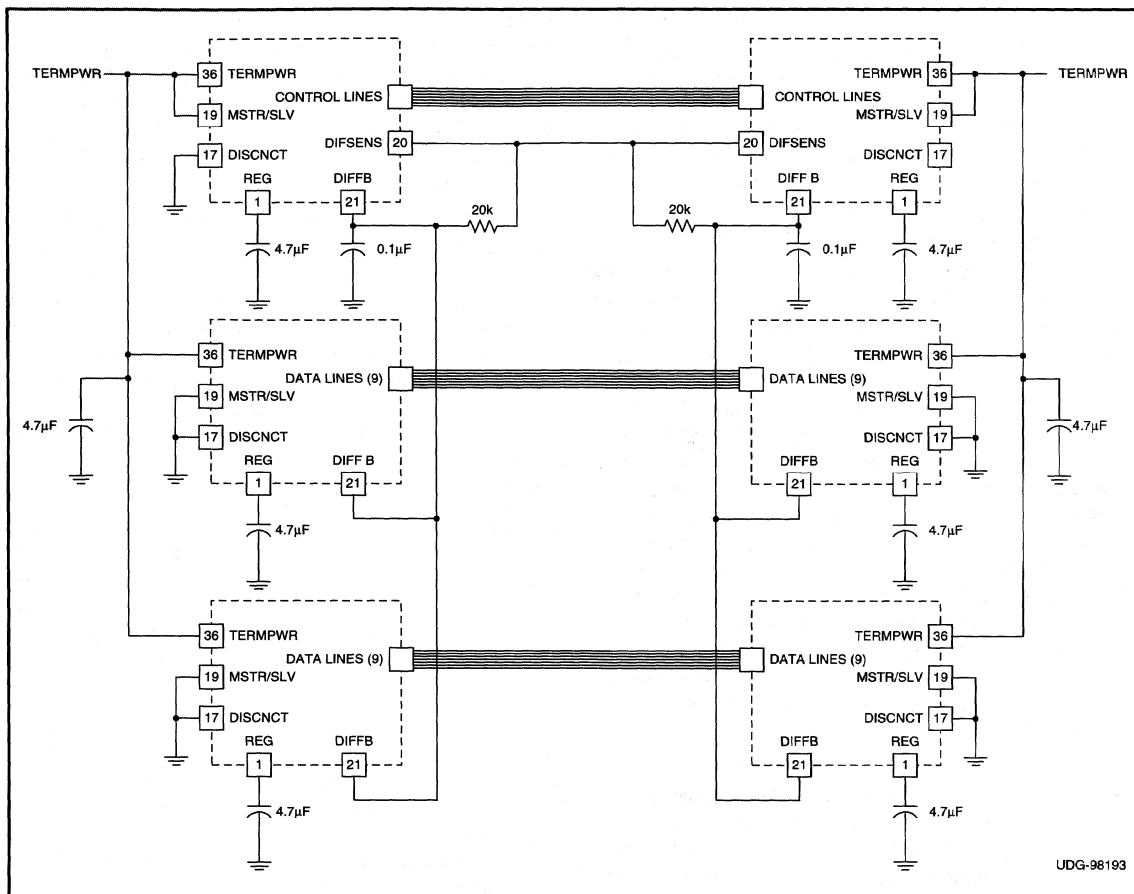 TERMPWR
36 TERMPWR
CONTROL LINES
19 MSTR/SLV
DIFSENS 20
17 DISCNCT
REG
DIFFB
1
21
4.7µF
0.1µF
20k
20k
TERMPWR 36
TERMPWR
CONTROL LINES
MSTR/SLV 19
20 DIFSENS
DISCNCT 17
DIFF B
REG
21
1
0.1µF
4.7µF
36 TERMPWR
DATA LINES (9)
19 MSTR/SLV
17 DISCNCT
4.7µF
REG
DIFF B
1
21
4.7µF
TERMPWR 36
DATA LINES (9)
MSTR/SLV 19
DISCNCT 17
4.7µF
DIFFB
REG
21
1
4.7µF
36 TERMPWR
DATA LINES (9)
19 MSTR/SLV
17 DISCNCT
REG
DIFFB
1
21
4.7µF
TERMPWR 36
DATA LINES (9)
MSTR/SLV 19
DISCNCT 17
DIFFB
REG
21
1
4.7µF
UDG-98193